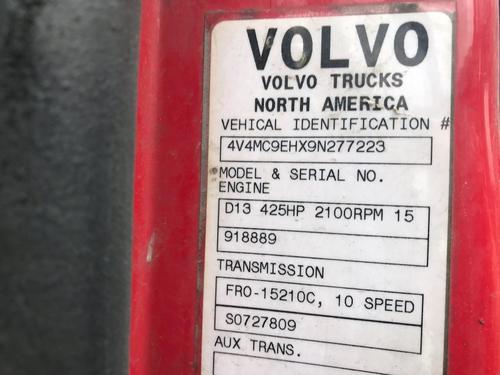 VOLVO
VOLVO TRUCKS
NORTH AMERICA
VEHICAL IDENTIFICATION #
4V4MC9EHX9N277223
MODEL & SERIAL NO.
ENGINE
D13 425HP 2100RPM 15
918889
TRANSMISSION
FRO-15210C, 10 SPEED
S0727809
AUX TRANS.